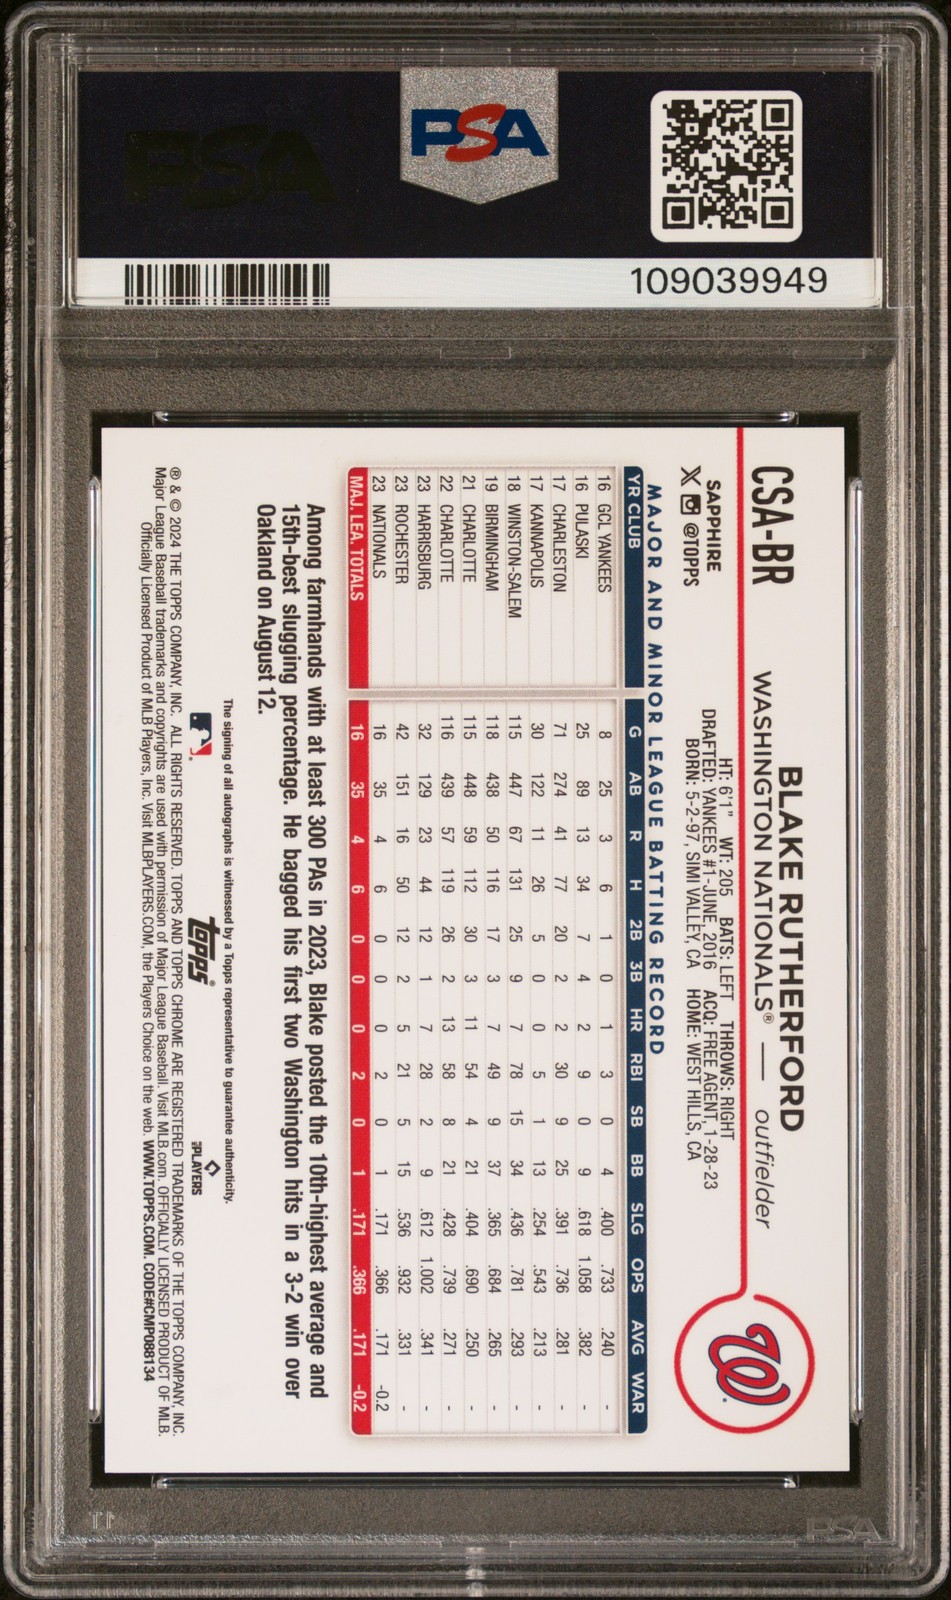 PSA
PSA
109039949
CSA-BR
BLAKE RUTHERFORD
WASHINGTON NATIONALS® — outfielder
SAPPHIRE
@TOPPS
HT: 6'1" WT: 205 BATS: LEFT THROWS: RIGHT
DRAFTED: YANKEES #1-JUNE, 2016 ACQ: FREE AGENT, 1-28-23
BORN: 5-2-97, SIMI VALLEY, CA HOME: WEST HILLS, CA
W
MAJOR AND MINOR LEAGUE BATTING RECORD
YR CLUB G AB R H 2B 3B HR RBI SB BB SLG OPS AVG WAR
16 GCL YANKEES 8 25 3 6 1 0 1 3 0 4 .400 .733 .240 -
16 PULASKI 25 89 13 34 7 4 2 9 0 9 .618 1.058 .382 -
17 CHARLESTON 71 274 41 77 20 2 2 30 9 25 .391 .736 .281 -
17 KANNAPOLIS 30 122 11 26 5 0 0 5 1 13 .254 .543 .213 -
18 WINSTON-SALEM 115 447 67 131 25 9 7 78 15 34 .436 .781 .293 -
19 BIRMINGHAM 118 438 50 116 17 3 7 49 9 37 .365 .684 .265 -
21 CHARLOTTE 115 448 59 112 30 3 11 54 4 21 .404 .690 .250 -
22 CHARLOTTE 116 439 57 119 26 2 13 58 8 21 .428 .739 .271 -
23 HARRISBURG 32 129 23 44 12 1 7 28 2 9 .612 1.002 .341 -
23 ROCHESTER 42 151 16 50 12 2 5 21 5 15 .536 .932 .331 -
23 NATIONALS 16 35 4 6 0 0 0 2 0 1 .171 .366 .171 -0.2
MAJ. LEA. TOTALS 16 35 4 6 0 0 0 2 0 1 .171 .366 .171 -0.2
Among farmhands with at least 300 PAs in 2023, Blake posted the 10th-highest average and
15th-best slugging percentage. He bagged his first two Washington hits in a 3-2 win over
Oakland on August 12.
The signing of all autographs is witnessed by a Topps representative to guarantee authenticity.
topps®
PLAYERS
® & © 2024 THE TOPPS COMPANY, INC. ALL RIGHTS RESERVED. TOPPS AND TOPPS CHROME ARE REGISTERED TRADEMARKS OF THE TOPPS COMPANY, INC.
Major League Baseball trademarks and copyrights are used with permission of Major League Baseball. Visit MLB.com. OFFICIALLY LICENSED PRODUCT OF MLB.
Officially Licensed Product of MLB Players, Inc. Visit MLBPLAYERS.COM, the Players Choice on the web. WWW.TOPPS.COM. CODE#CMP088134
PSA